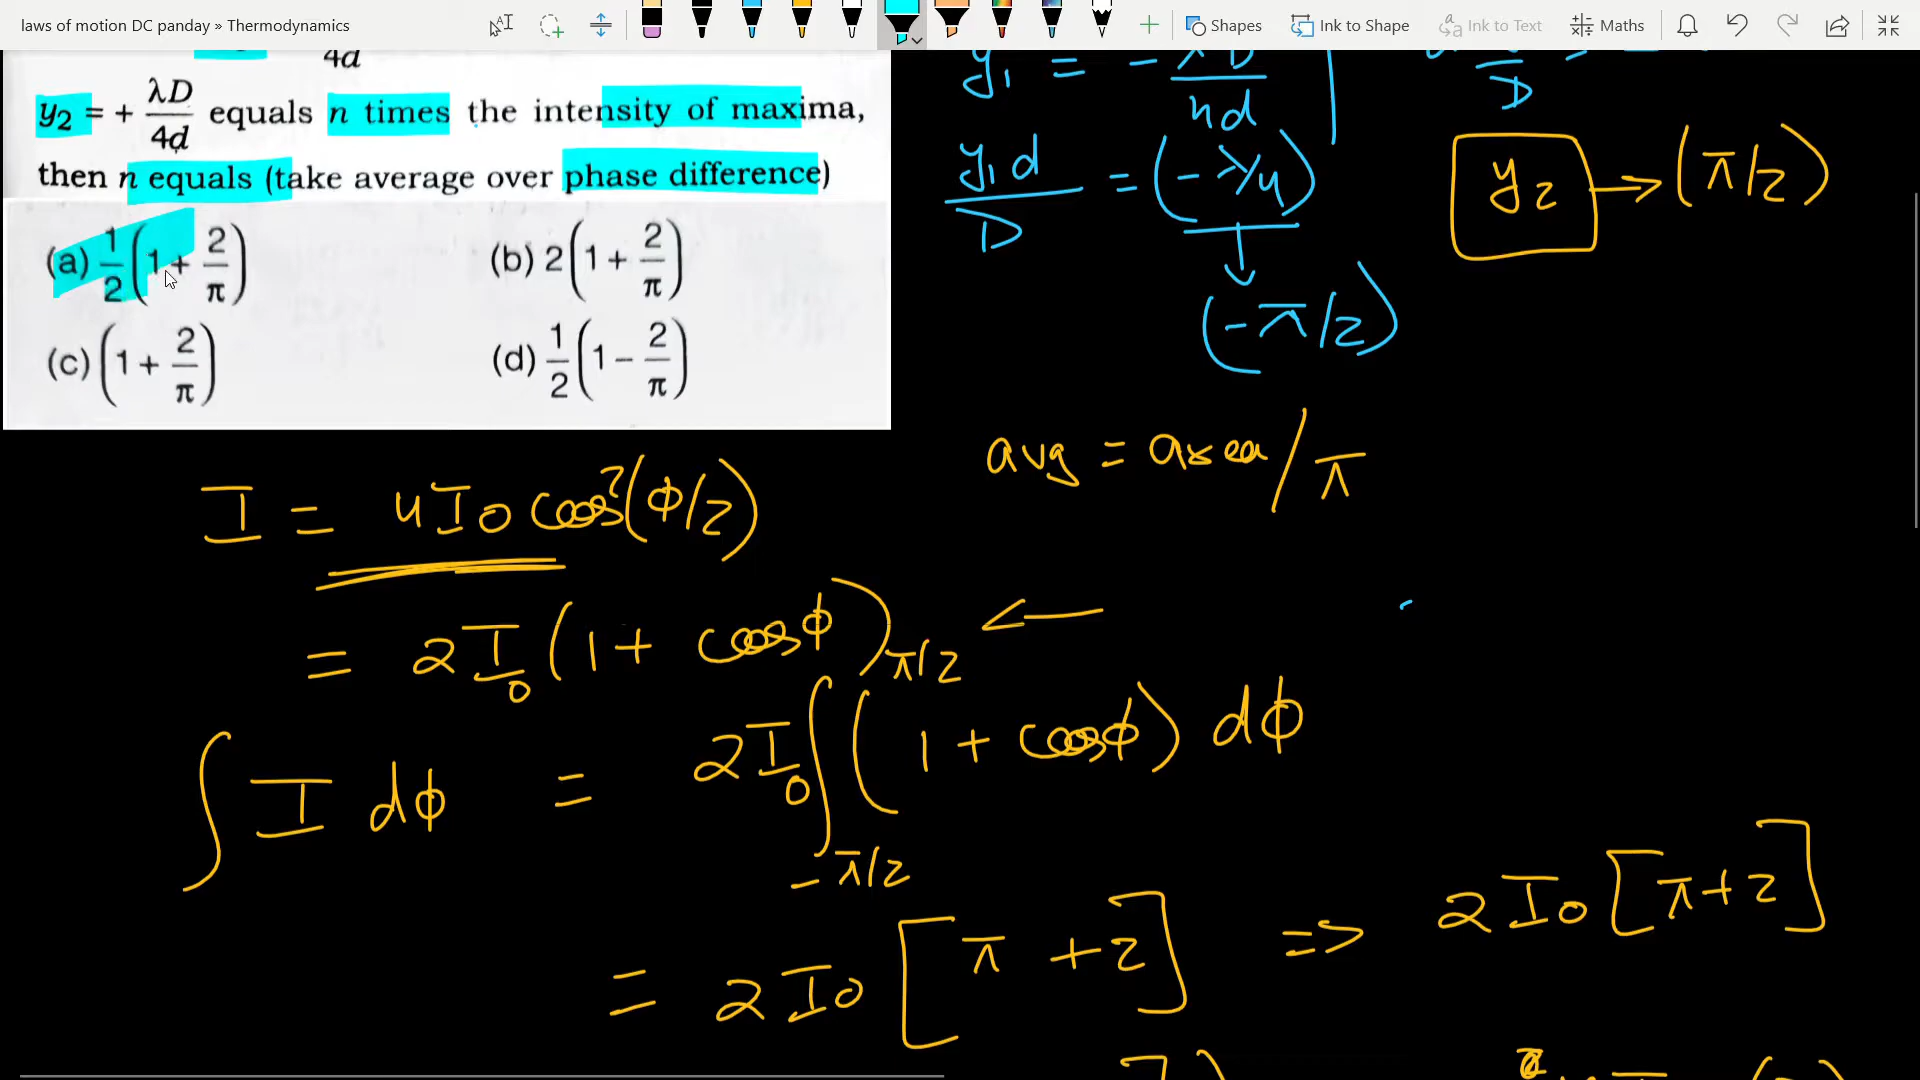 laws of motion DC panday » Thermodynamics
Shapes
Ink to Shape
Ink to Text
Maths
4d
y₂ = + λD/4d equals n times the intensity of maxima,
then n equals (take average over phase difference)
(a) 1/2 (1 + 2/π)
(b) 2 (1 + 2/π)
(c) (1 + 2/π)
(d) 1/2 (1 − 2/π)
y₁ = − λD/4d
D
y₁d/D = (−λ/4)
(−π/2)
y₂ → (π/2)
avg = area/π
I = 4I₀ cos²(φ/2)
= 2I₀ (1 + cosφ)
∫ I dφ = 2I₀ ∫ (1 + cosφ) dφ
π/2
−π/2
= 2I₀ [π + 2] => 2I₀ [π + 2]